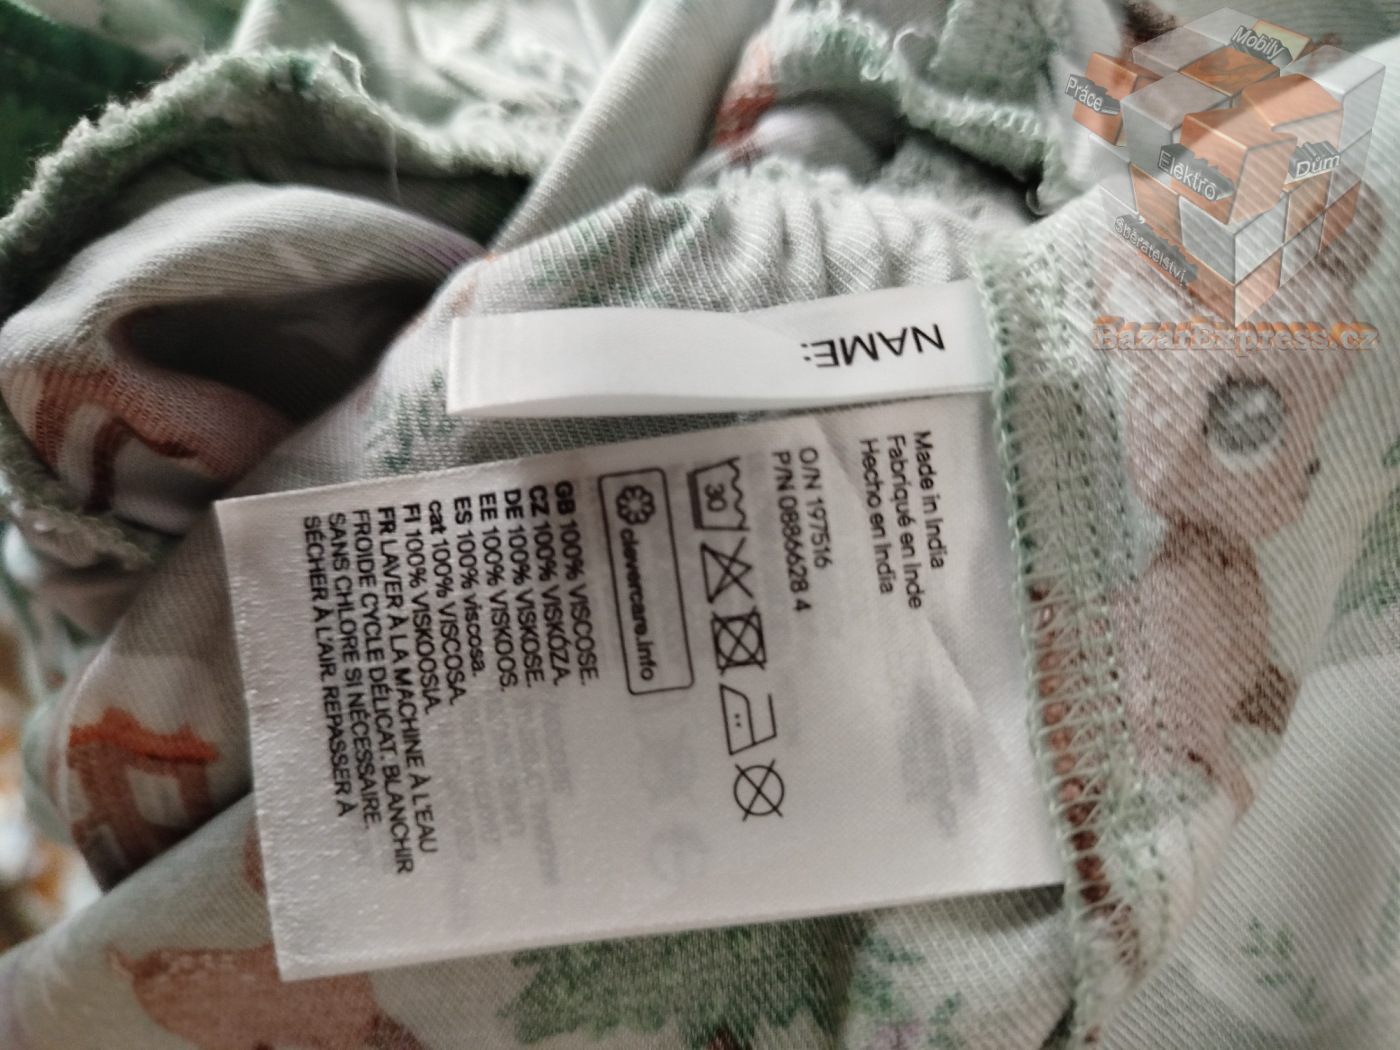 NAME:
Made in India
Fabriqué en Inde
Hecho en India
O/N 197516
P/N 0886628 4
30
clevercare.info
GB 100% VISCOSE.
CZ 100% VISKÓZA.
DE 100% VISKOSE.
EE 100% VISKOOS.
ES 100% viscosa.
cat 100% VISCOSA.
FI 100% VISKOOSIA.
FR LAVER À LA MACHINE À L'EAU
FROIDE CYCLE DÉLICAT. BLANCHIR
SANS CHLORE SI NÉCESSAIRE.
SÉCHER À L'AIR. REPASSER À
Mobily
Práce
Elektro
Dům
Sběratelství
BazarExpress.cz